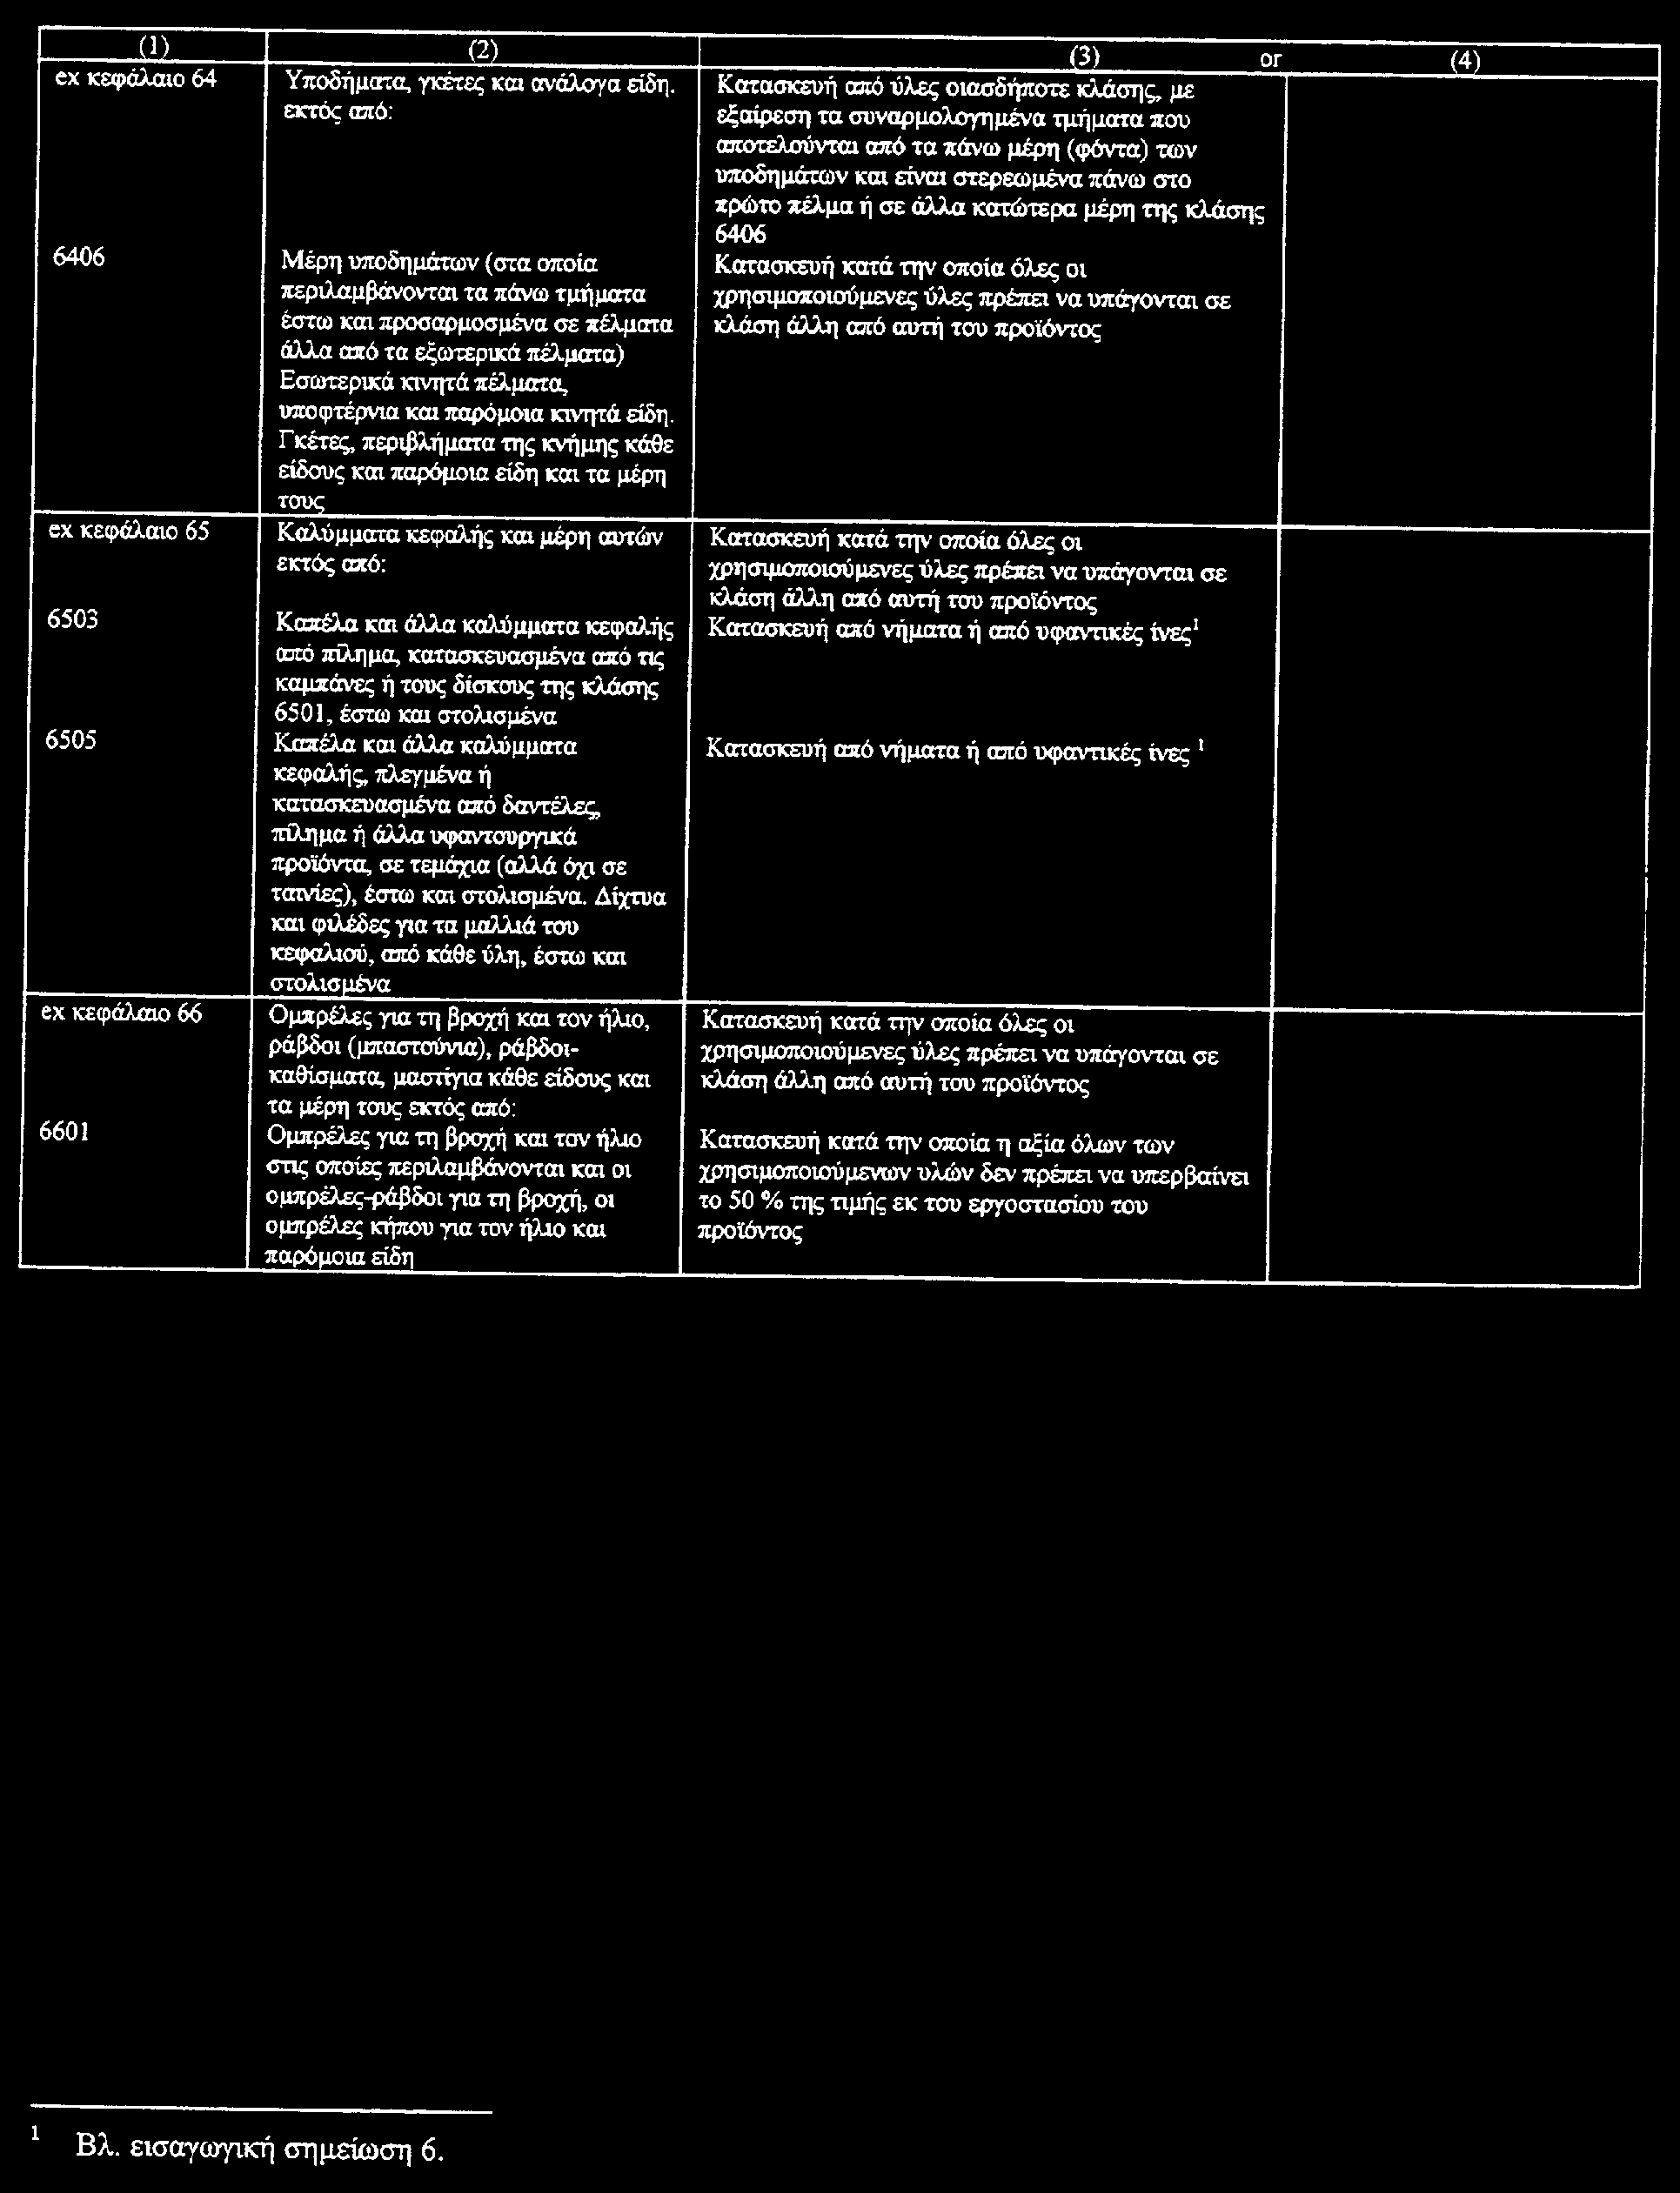 (1) (2) (3) or (4)
ex κεφάλαιο 64
Υποδήματα, γκέτες και ανάλογα είδη.
εκτός από:
Κατασκευή από ύλες οιασδήποτε κλάσης, με
εξαίρεση τα συναρμολογημένα τμήματα που
αποτελούνται από τα πάνω μέρη (φόντα) των
υποδημάτων και είναι στερεωμένα πάνω στο
πρώτο πέλμα ή σε άλλα κατώτερα μέρη της κλάσης
6406
6406
Μέρη υποδημάτων (στα οποία
περιλαμβάνονται τα πάνω τμήματα
έστω και προσαρμοσμένα σε πέλματα
άλλα από τα εξωτερικά πέλματα)
Εσωτερικά κινητά πέλματα,
υποφτέρνια και παρόμοια κινητά είδη.
Γκέτες, περιβλήματα της κνήμης κάθε
είδους και παρόμοια είδη και τα μέρη
τους
Κατασκευή κατά την οποία όλες οι
χρησιμοποιούμενες ύλες πρέπει να υπάγονται σε
κλάση άλλη από αυτή του προϊόντος
ex κεφάλαιο 65
Καλύμματα κεφαλής και μέρη αυτών
εκτός από:
Κατασκευή κατά την οποία όλες οι
χρησιμοποιούμενες ύλες πρέπει να υπάγονται σε
κλάση άλλη από αυτή του προϊόντος
6503
Καπέλα και άλλα καλύμματα κεφαλής
από πίλημα, κατασκευασμένα από τις
καμπάνες ή τους δίσκους της κλάσης
6501, έστω και στολισμένα
Κατασκευή από νήματα ή από υφαντικές ίνες¹
6505
Καπέλα και άλλα καλύμματα
κεφαλής, πλεγμένα ή
κατασκευασμένα από δαντέλες,
πίλημα ή άλλα υφαντουργικά
προϊόντα, σε τεμάχια (αλλά όχι σε
ταινίες), έστω και στολισμένα. Δίχτυα
και φιλέδες για τα μαλλιά του
κεφαλιού, από κάθε ύλη, έστω και
στολισμένα
Κατασκευή από νήματα ή από υφαντικές ίνες ¹
ex κεφάλαιο 66
Ομπρέλες για τη βροχή και τον ήλιο,
ράβδοι (μπαστούνια), ράβδοι-
καθίσματα, μαστίγια κάθε είδους και
τα μέρη τους εκτός από:
Κατασκευή κατά την οποία όλες οι
χρησιμοποιούμενες ύλες πρέπει να υπάγονται σε
κλάση άλλη από αυτή του προϊόντος
6601
Ομπρέλες για τη βροχή και τον ήλιο
στις οποίες περιλαμβάνονται και οι
ομπρέλες-ράβδοι για τη βροχή, οι
ομπρέλες κήπου για τον ήλιο και
παρόμοια είδη
Κατασκευή κατά την οποία η αξία όλων των
χρησιμοποιούμενων υλών δεν πρέπει να υπερβαίνει
το 50 % της τιμής εκ του εργοστασίου του
προϊόντος
¹ Βλ. εισαγωγική σημείωση 6.